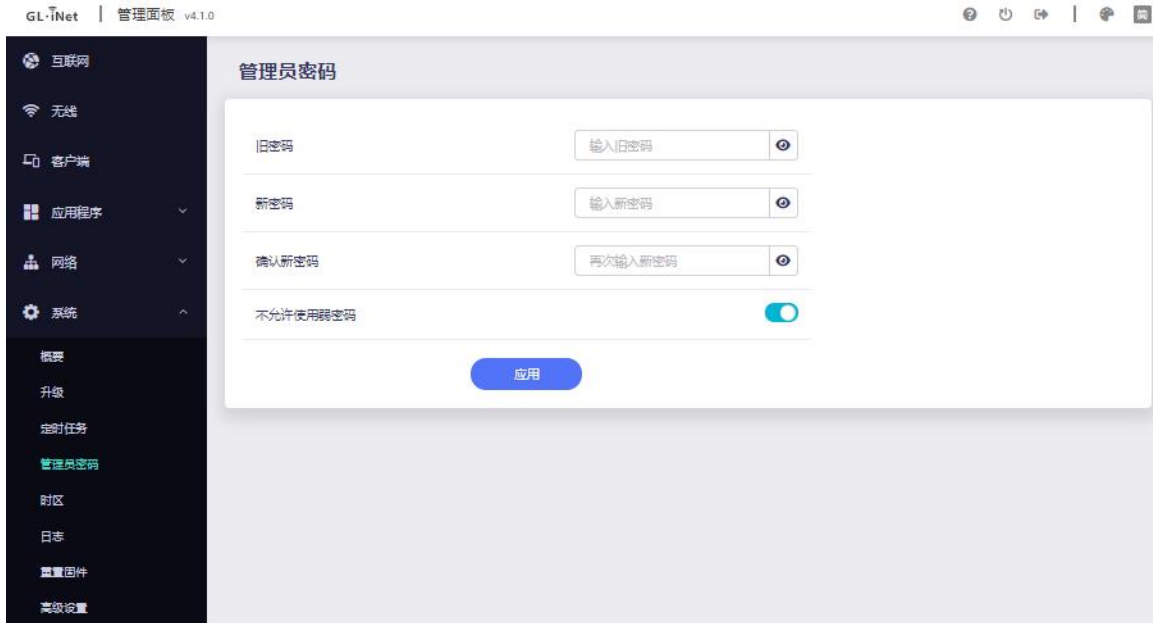 GL·iNet | 管理面板 v4.1.0
简
互联网
无线
客户端
应用程序
网络
系统
概要
升级
定时任务
管理员密码
时区
日志
重置固件
高级设置
管理员密码
旧密码 输入旧密码
新密码 输入新密码
确认新密码 再次输入新密码
不允许使用弱密码
应用